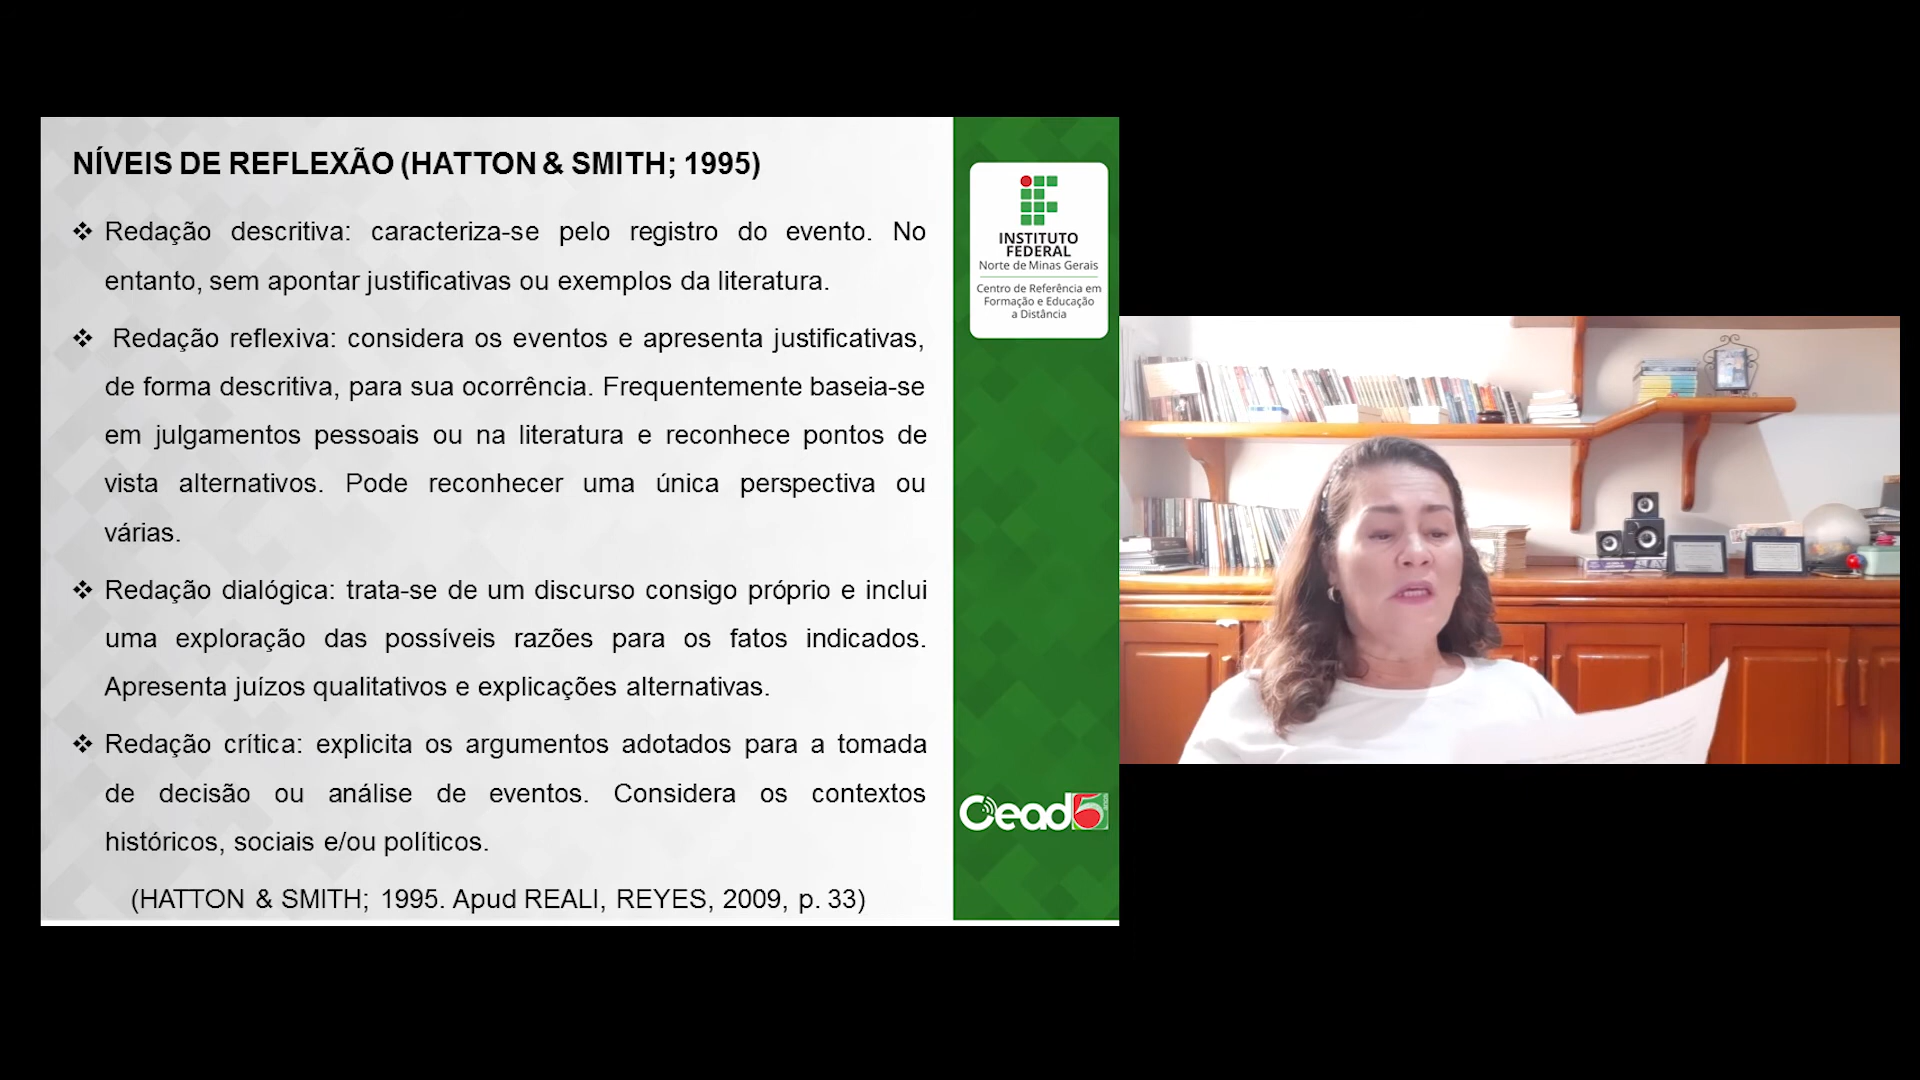 NÍVEIS DE REFLEXÃO (HATTON & SMITH; 1995)
❖ Redação descritiva: caracteriza-se pelo registro do evento. No
entanto, sem apontar justificativas ou exemplos da literatura.
❖ Redação reflexiva: considera os eventos e apresenta justificativas,
de forma descritiva, para sua ocorrência. Frequentemente baseia-se
em julgamentos pessoais ou na literatura e reconhece pontos de
vista alternativos. Pode reconhecer uma única perspectiva ou
várias.
❖ Redação dialógica: trata-se de um discurso consigo próprio e inclui
uma exploração das possíveis razões para os fatos indicados.
Apresenta juízos qualitativos e explicações alternativas.
❖ Redação crítica: explicita os argumentos adotados para a tomada
de decisão ou análise de eventos. Considera os contextos
históricos, sociais e/ou políticos.
(HATTON & SMITH; 1995. Apud REALI, REYES, 2009, p. 33)
INSTITUTO
FEDERAL
Norte de Minas Gerais
Centro de Referência em
Formação e Educação
a Distância
Cead 5